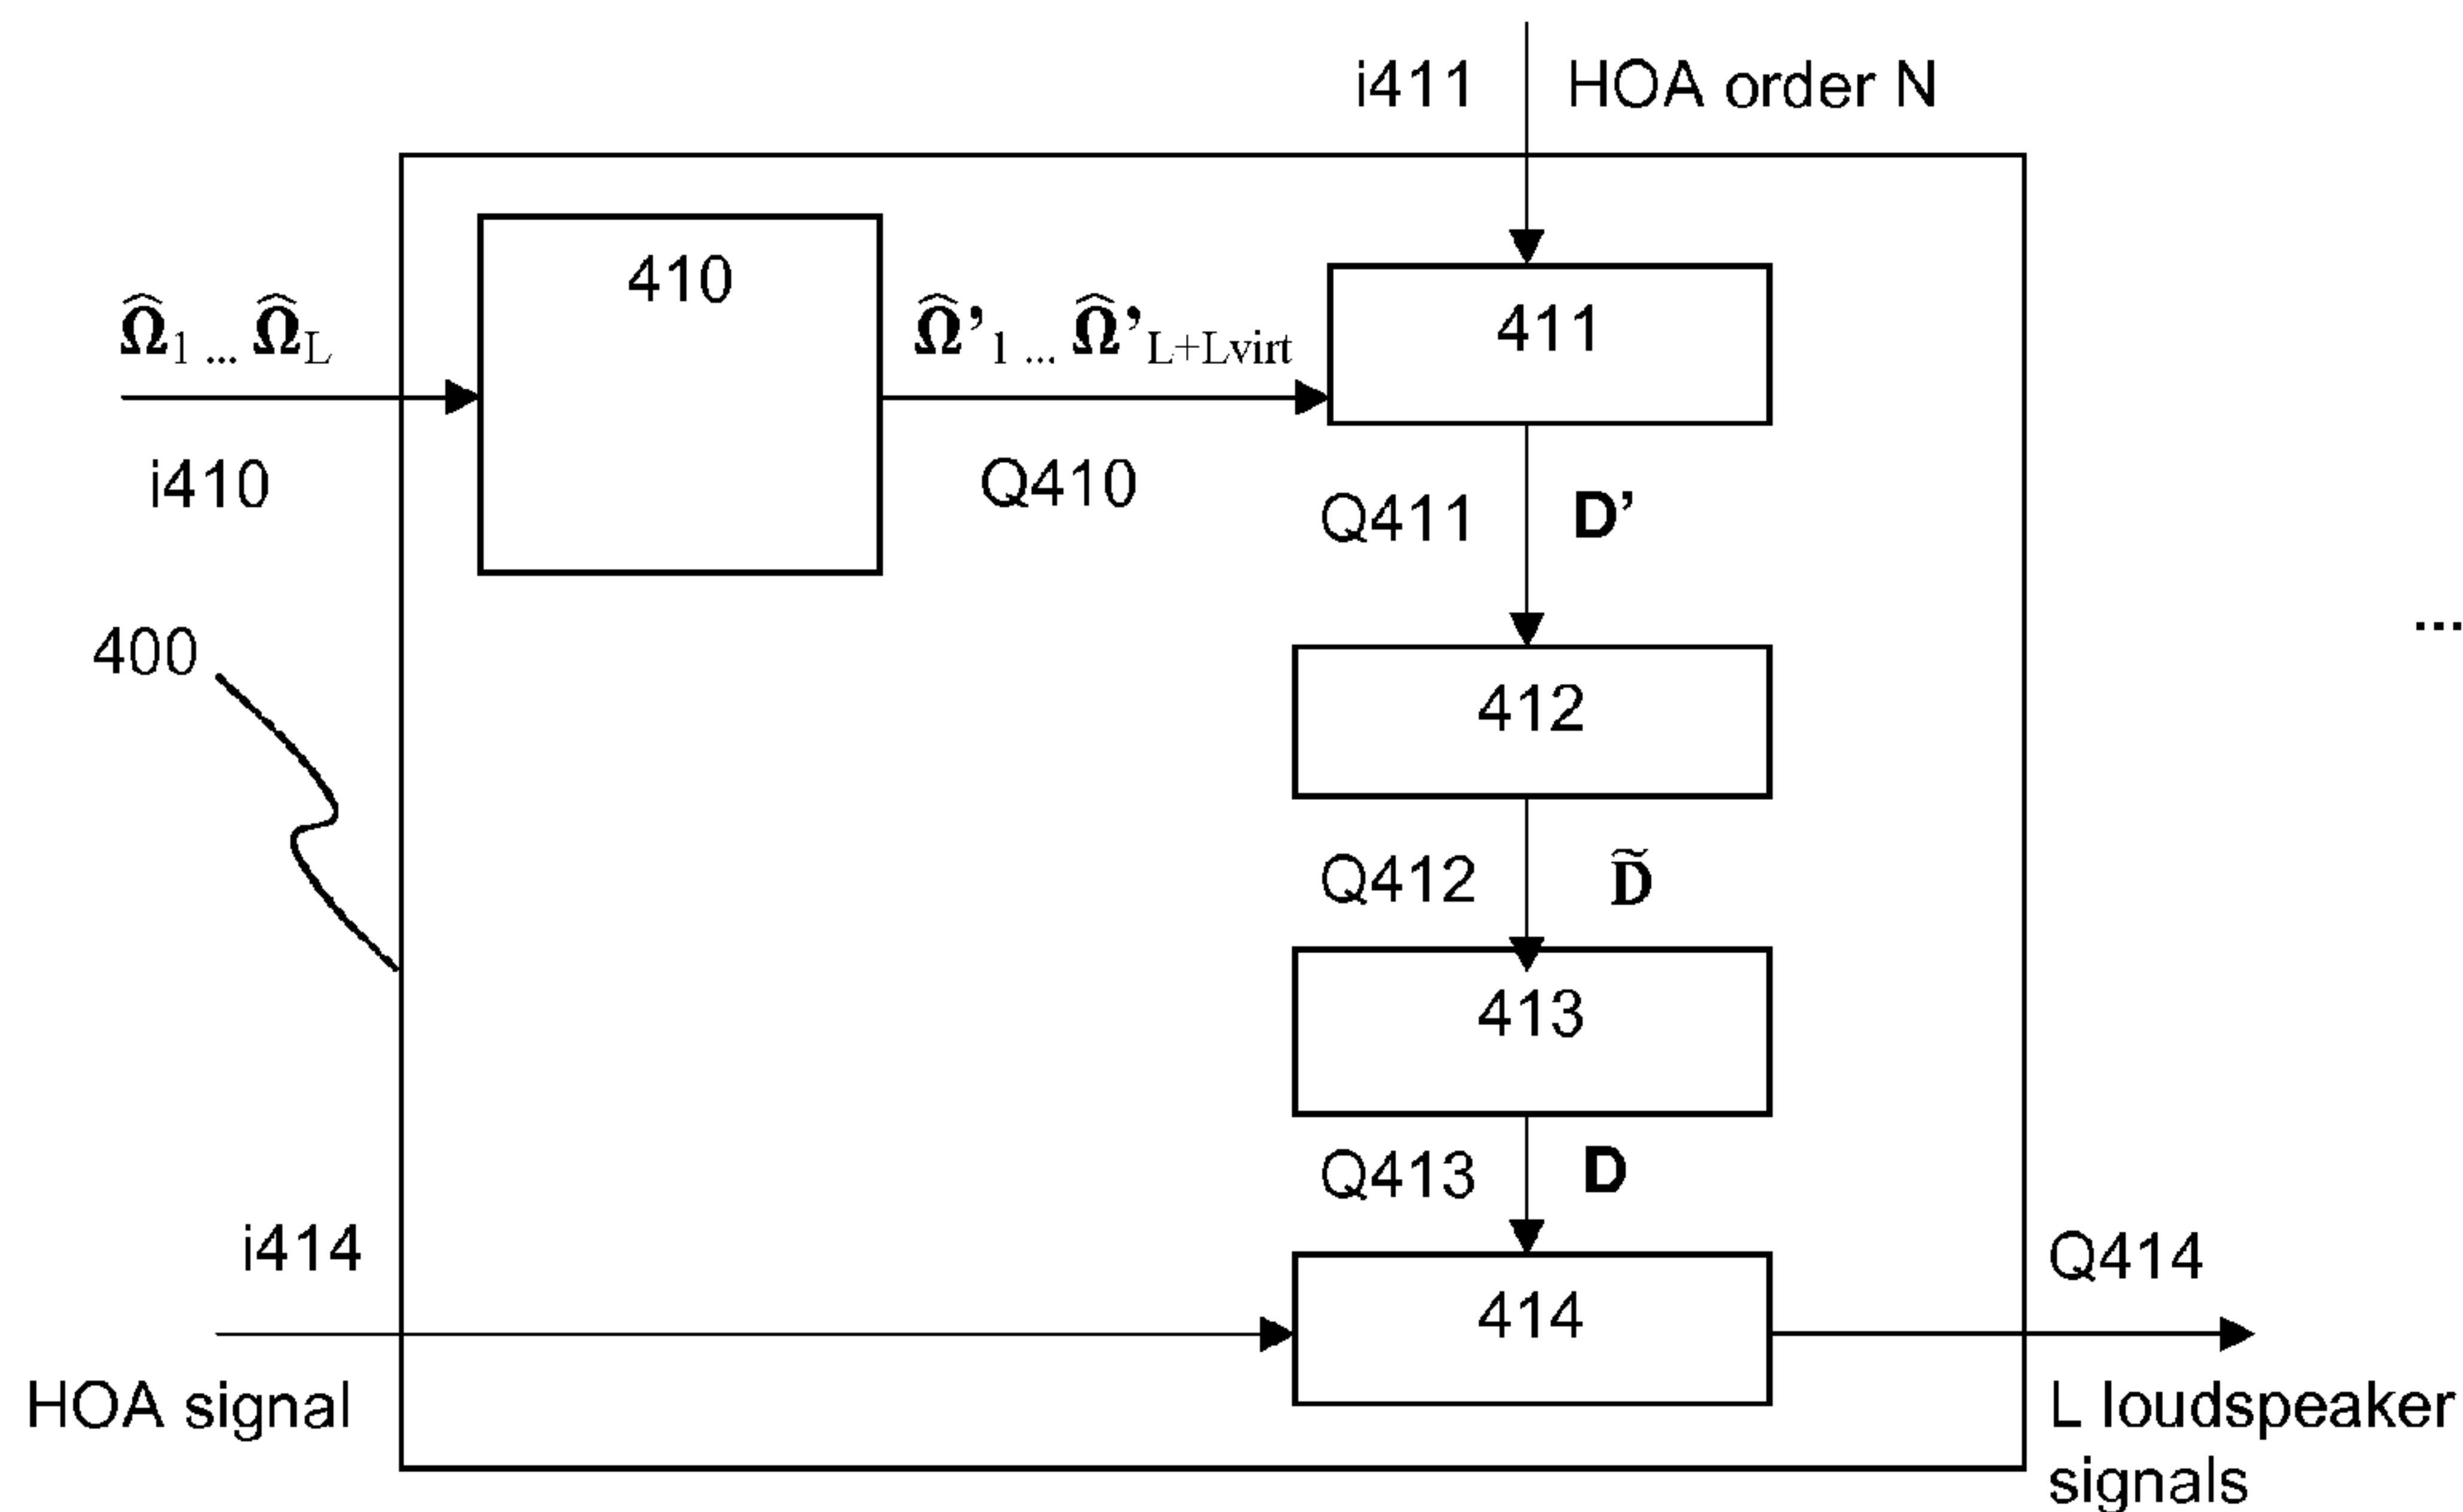 i411 HOA order N
410
411
Ω̂1 ... Ω̂L
Ω̂’1 ... Ω̂’L+Lvirt
i410
Q410
Q411 D’
400
...
412
Q412 D̃
413
Q413 D
i414
Q414
414
HOA signal
L loudspeaker
signals